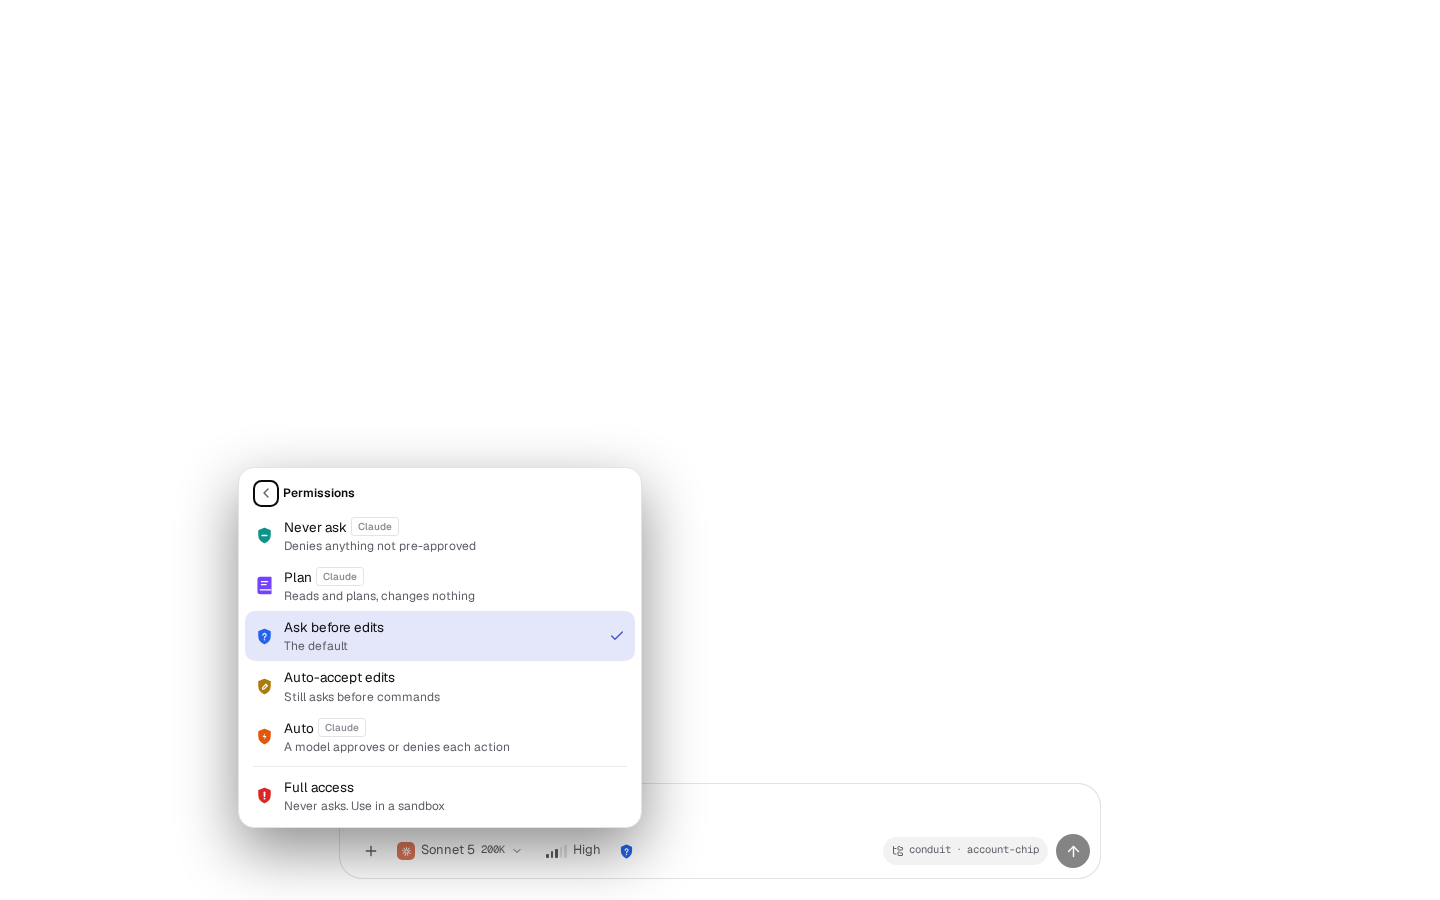 Permissions
Never ask Claude
Denies anything not pre-approved
Plan Claude
Reads and plans, changes nothing
Ask before edits
The default
Auto-accept edits
Still asks before commands
Auto Claude
A model approves or denies each action
Full access
Never asks. Use in a sandbox
Sonnet 5 200K High conduit · account-chip